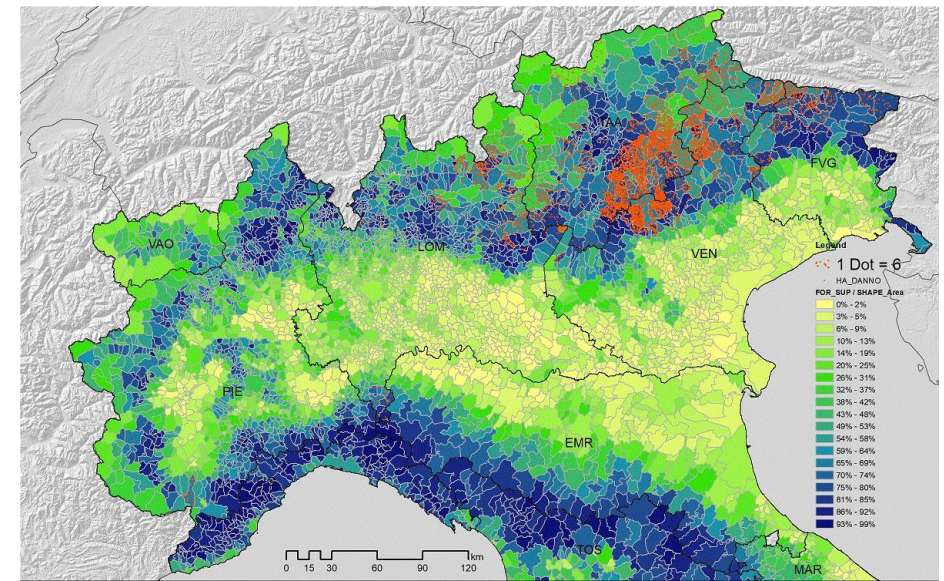 TAA
FVG
VAO
LOM
VEN
Legend
1 Dot = 6
HA_DANNO
FOR_SUP / SHAPE_Area
0% - 2%
3% - 5%
6% - 9%
10% - 13%
14% - 19%
20% - 25%
26% - 31%
32% - 37%
38% - 42%
43% - 48%
49% - 53%
54% - 58%
59% - 64%
65% - 69%
70% - 74%
75% - 80%
81% - 85%
86% - 92%
93% - 99%
PIE
EMR
TOS
MAR
km
0 15 30 60 90 120